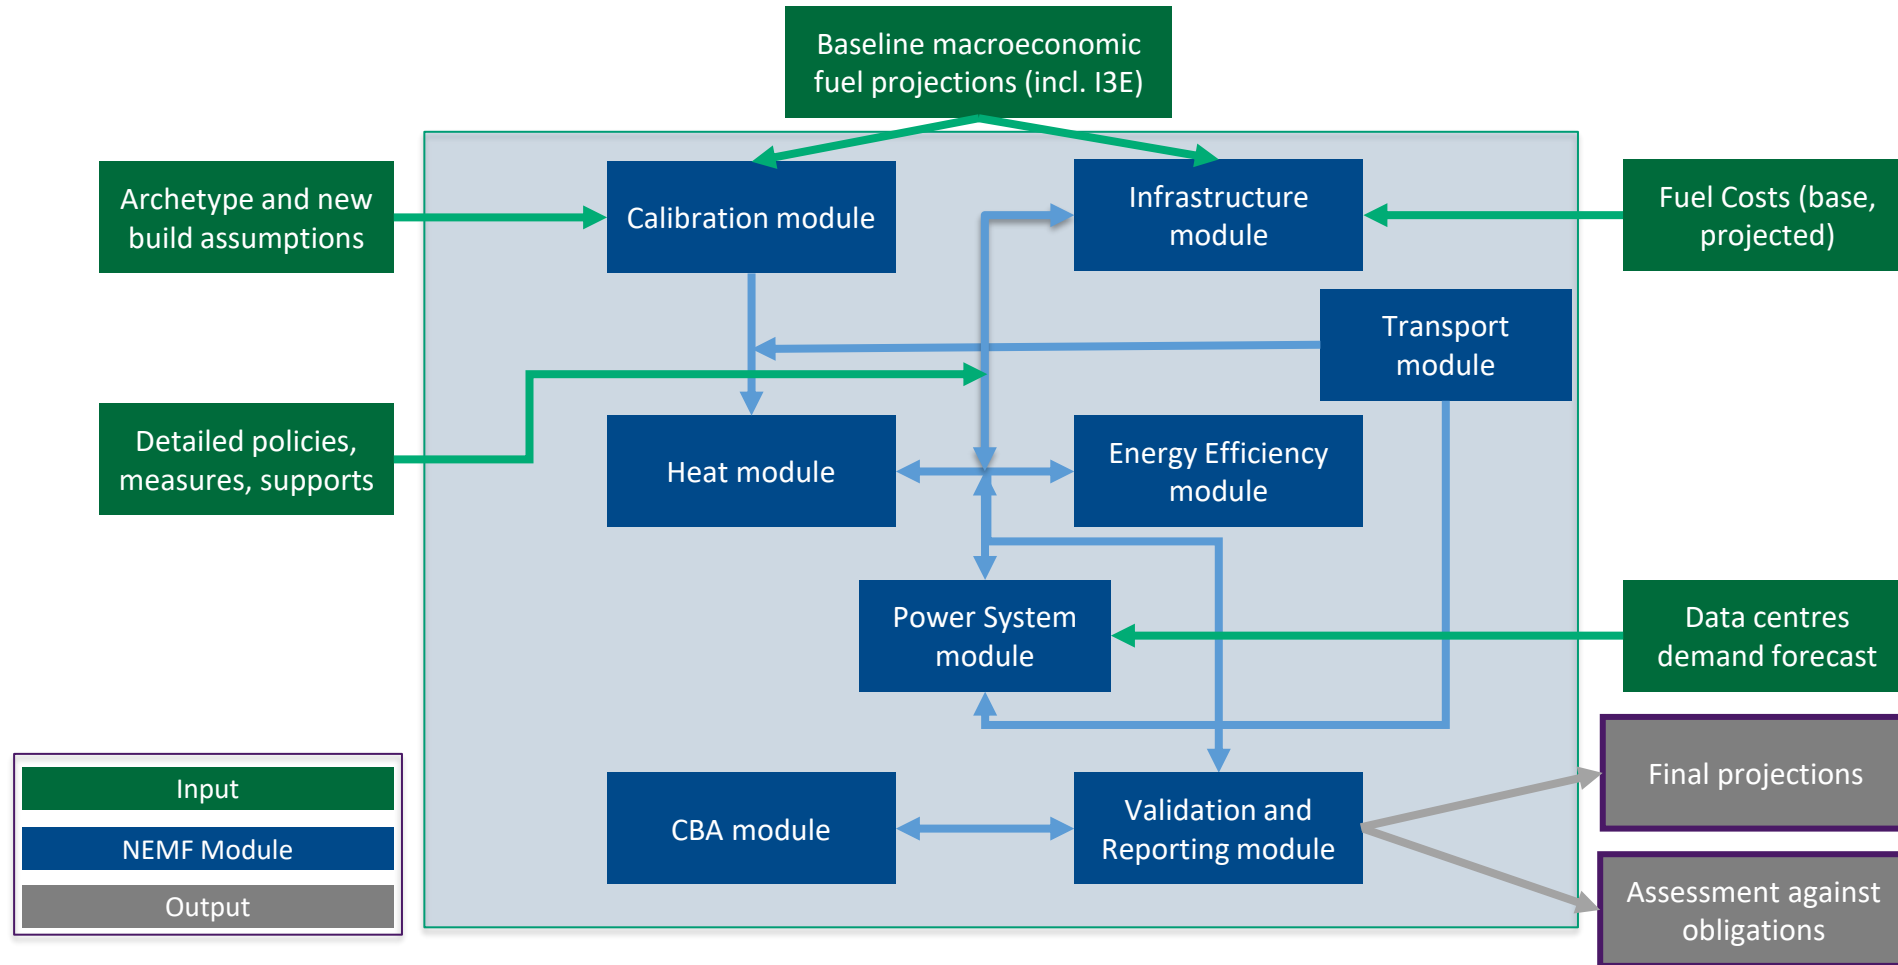 Baseline macroeconomic
fuel projections (incl. I3E)
Archetype and new
build assumptions
Calibration module
Infrastructure
module
Fuel Costs (base,
projected)
Transport
module
Detailed policies,
measures, supports
Heat module
Energy Efficiency
module
Power System
module
Data centres
demand forecast
Input
NEMF Module
Output
CBA module
Validation and
Reporting module
Final projections
Assessment against
obligations